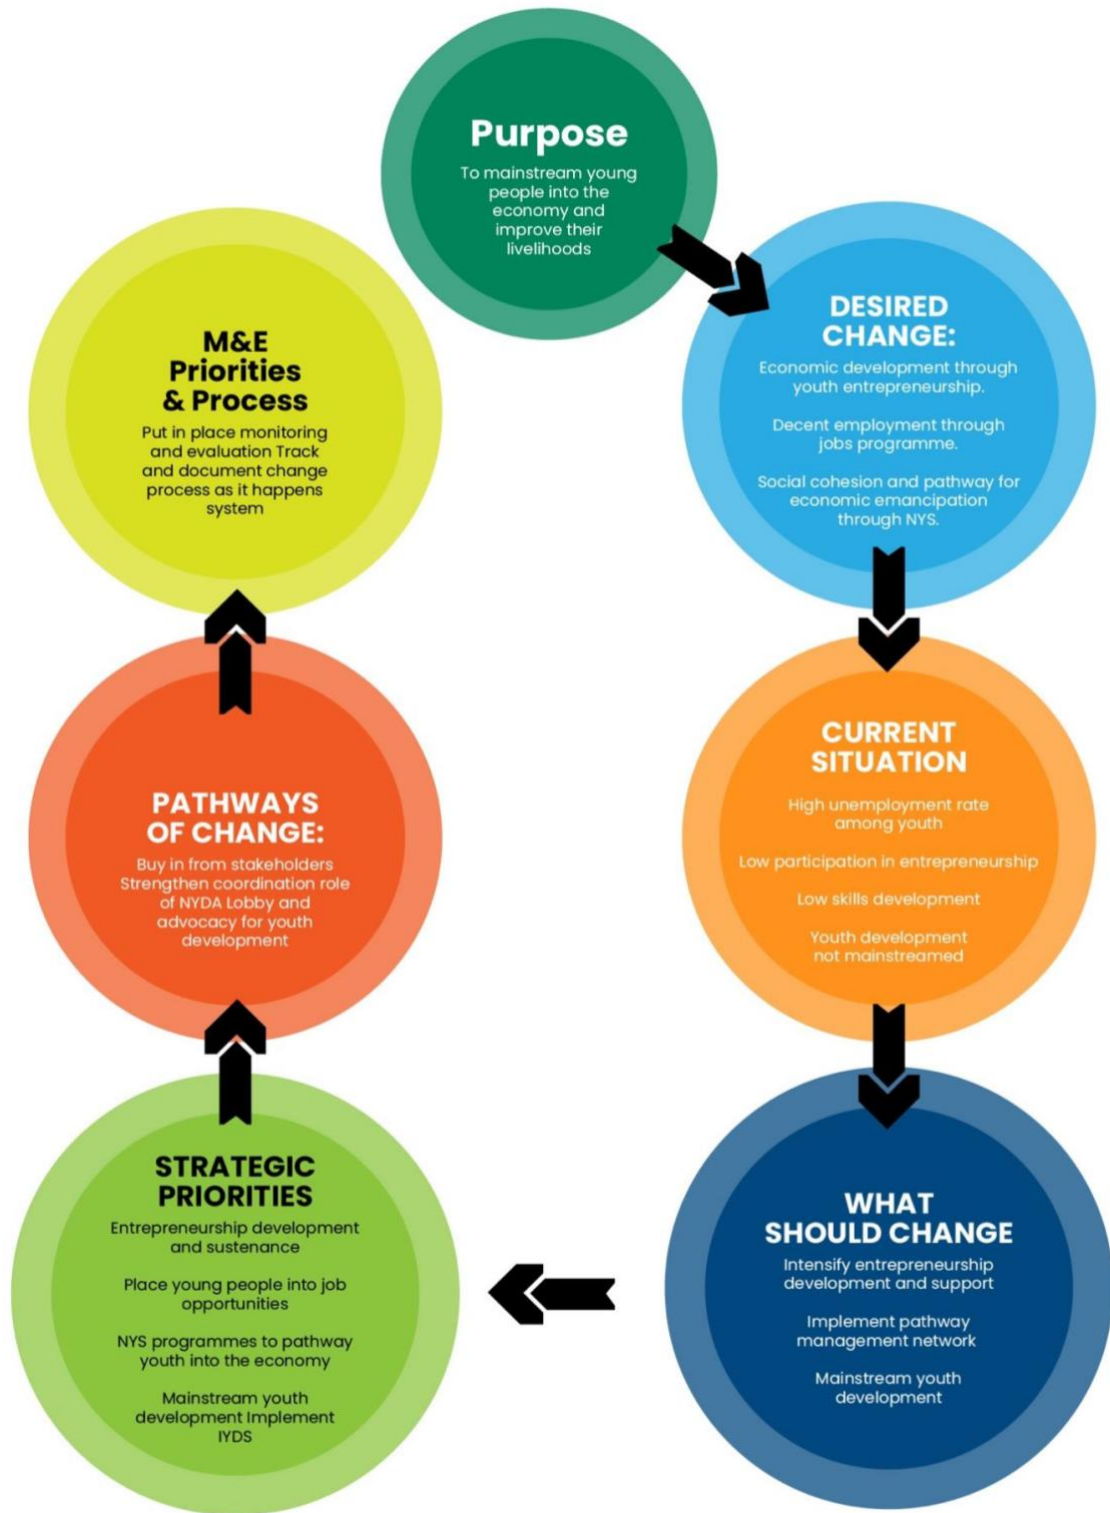 Purpose
To mainstream young
people into the
economy and
improve their
livelihoods
DESIRED
CHANGE:
Economic development through
youth entrepreneurship.
Decent employment through
jobs programme.
Social cohesion and pathway for
economic emancipation
through NYS.
CURRENT
SITUATION
High unemployment rate
among youth
Low participation in entrepreneurship
Low skills development
Youth development
not mainstreamed
WHAT
SHOULD CHANGE
Intensify entrepreneurship
development and support
Implement pathway
management network
Mainstream youth
development
STRATEGIC
PRIORITIES
Entrepreneurship development
and sustenance
Place young people into job
opportunities
NYS programmes to pathway
youth into the economy
Mainstream youth
development Implement
IYDS
PATHWAYS
OF CHANGE:
Buy in from stakeholders
Strengthen coordination role
of NYDA Lobby and
advocacy for youth
development
M&E
Priorities
& Process
Put in place monitoring
and evaluation Track
and document change
process as it happens
system